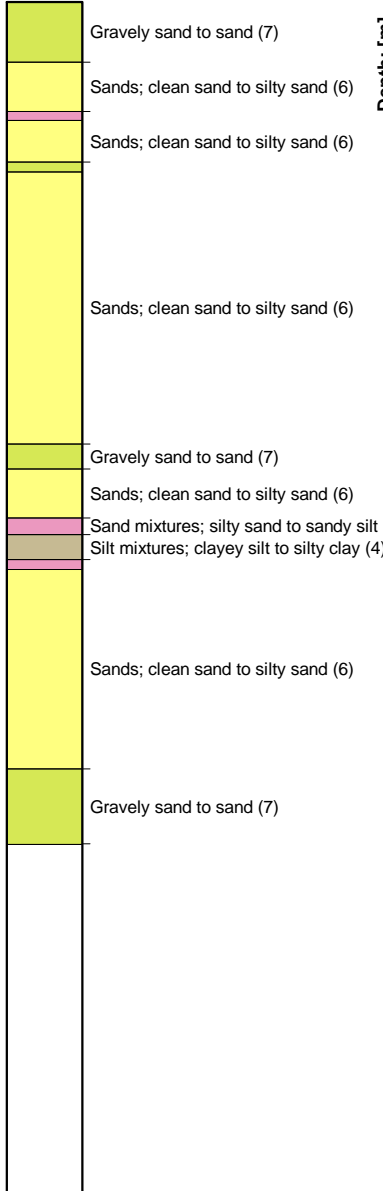 Gravely sand to sand (7)
Depth: [m]
Sands; clean sand to silty sand (6)
Sands; clean sand to silty sand (6)
Sands; clean sand to silty sand (6)
Gravely sand to sand (7)
Sands; clean sand to silty sand (6)
Sand mixtures; silty sand to sandy silt
Silt mixtures; clayey silt to silty clay (4)
Sands; clean sand to silty sand (6)
Gravely sand to sand (7)